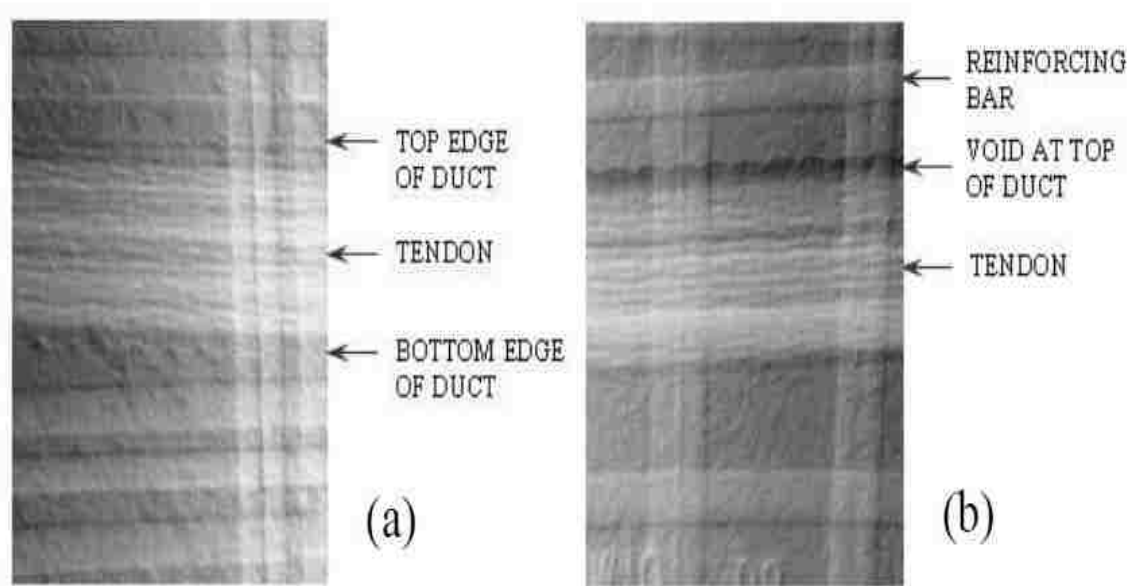 TOP EDGE
OF DUCT
TENDON
BOTTOM EDGE
OF DUCT
(a)
REINFORCING
BAR
VOID AT TOP
OF DUCT
TENDON
(b)